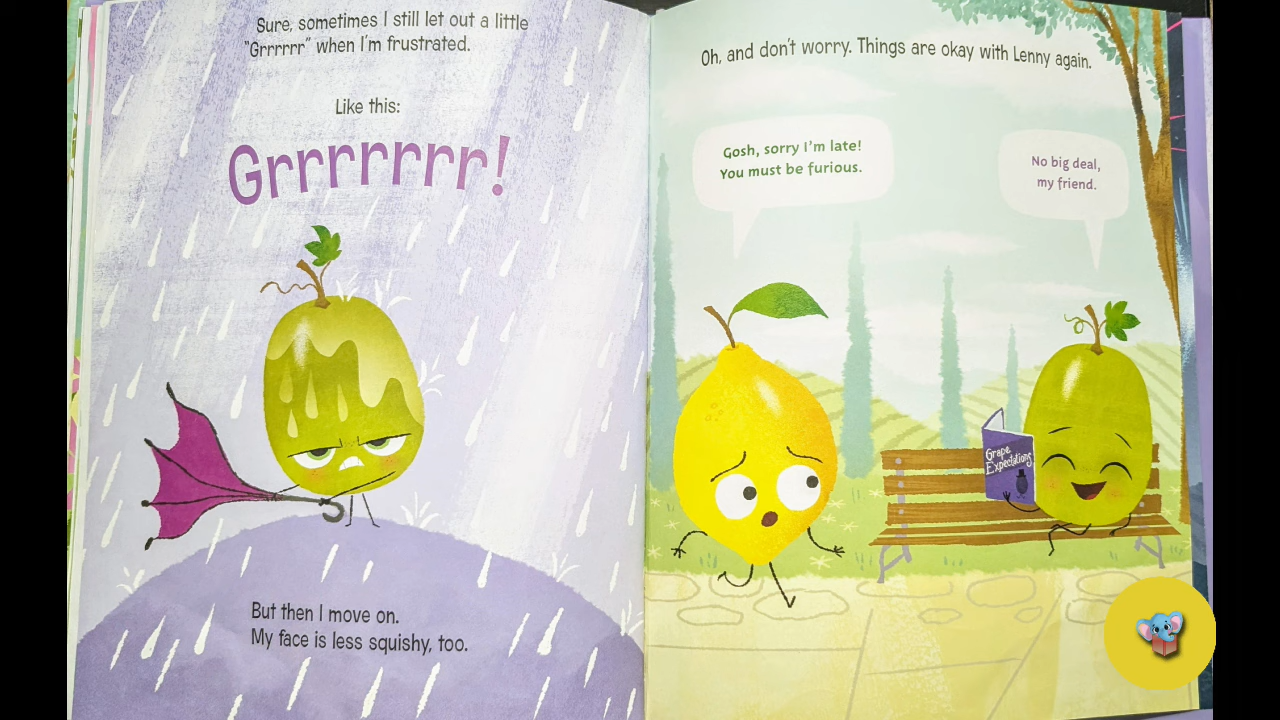 Sure, sometimes I still let out a little
"Grrrrrr" when I'm frustrated.
Like this:
Grrrrrrr!
But then I move on.
My face is less squishy, too.
Oh, and don't worry. Things are okay with Lenny again.
Gosh, sorry I'm late!
You must be furious.
No big deal,
my friend.
Grape
Expectations